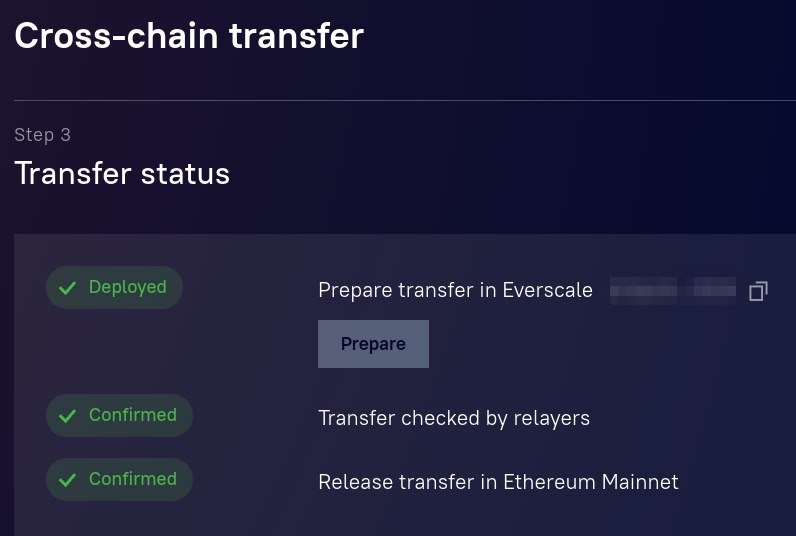 Cross-chain transfer
Step 3
Transfer status
Deployed
Prepare transfer in Everscale
Prepare
Confirmed
Transfer checked by relayers
Confirmed
Release transfer in Ethereum Mainnet